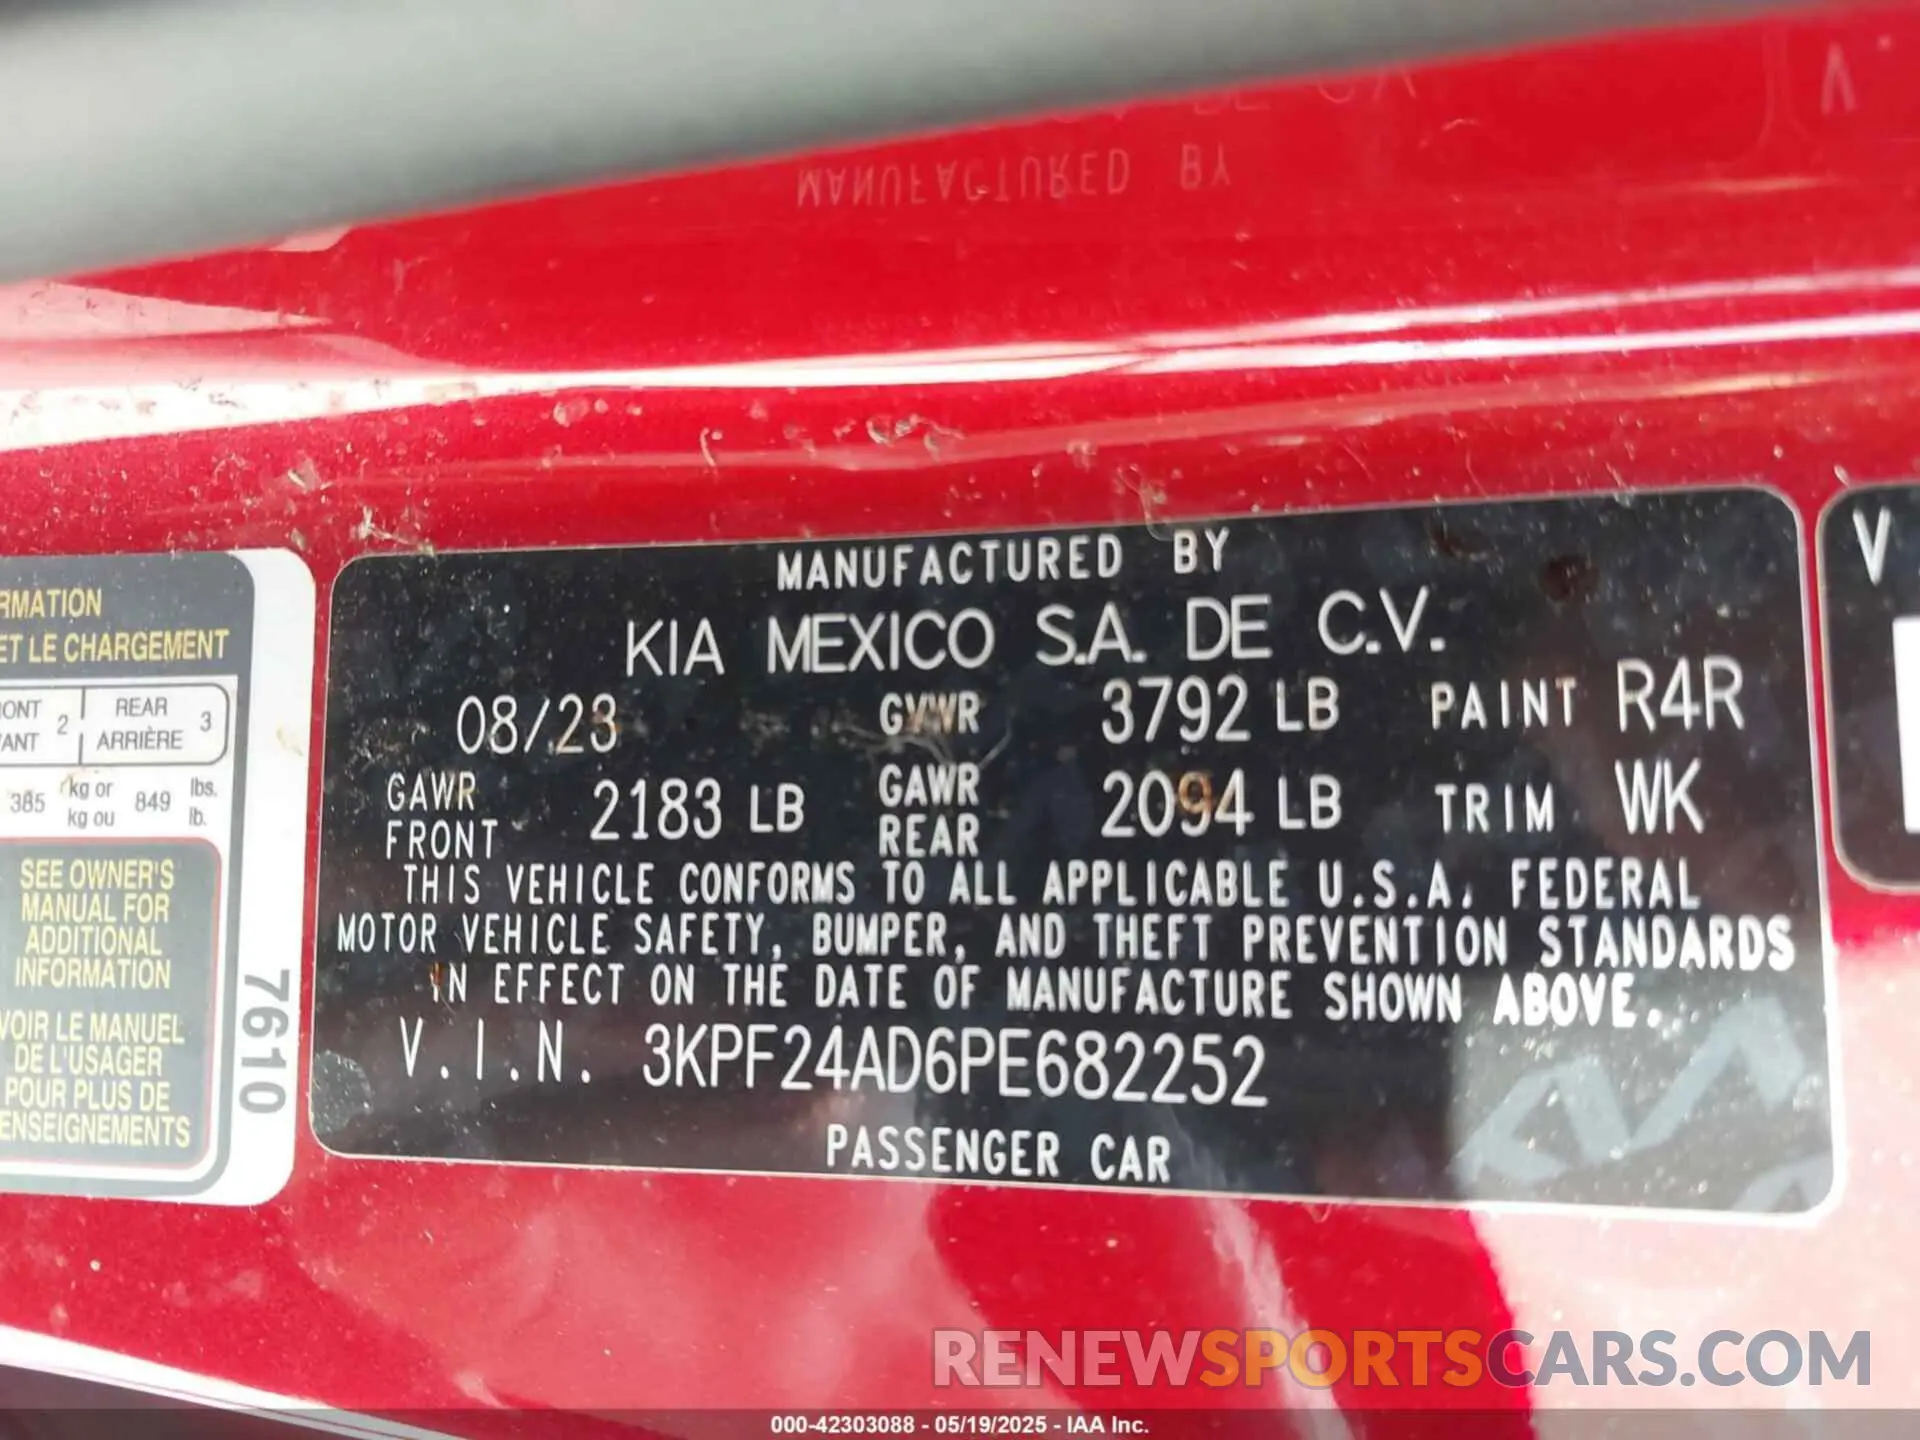 MANUFACTURED BY
V
RMATION
ET LE CHARGEMENT
REAR 3
ARRIÈRE
2
385 kg or 849 lbs.
kg ou lb.
SEE OWNER'S
MANUAL FOR
ADDITIONAL
INFORMATION
VOIR LE MANUEL
DE L'USAGER
POUR PLUS DE
ENSEIGNEMENTS
7610
MANUFACTURED BY
KIA MEXICO S.A. DE C.V.
08/23 GVWR 3792 LB PAINT R4R
GAWR FRONT 2183 LB GAWR REAR 2094 LB TRIM WK
THIS VEHICLE CONFORMS TO ALL APPLICABLE U.S.A. FEDERAL
MOTOR VEHICLE SAFETY, BUMPER, AND THEFT PREVENTION STANDARDS
IN EFFECT ON THE DATE OF MANUFACTURE SHOWN ABOVE.
V.I.N. 3KPF24AD6PE682252
PASSENGER CAR
V
RENEWSPORTSCARS.COM
000-42303088 - 05/19/2025 - IAA Inc.